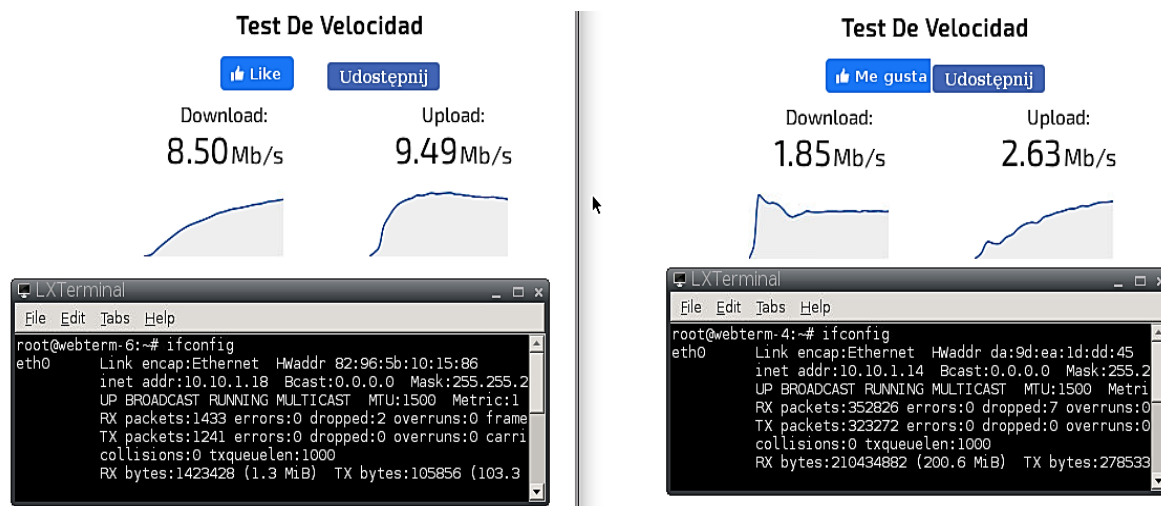 Test De Velocidad
Like Udostępnij
Download: Upload:
8.50Mb/s 9.49Mb/s
LXTerminal
File Edit Tabs Help
root@webterm-6:~# ifconfig
eth0 Link encap:Ethernet HWaddr 82:96:5b:10:15:86
inet addr:10.10.1.18 Bcast:0.0.0.0 Mask:255.255.2
UP BROADCAST RUNNING MULTICAST MTU:1500 Metric:1
RX packets:1433 errors:0 dropped:2 overruns:0 frame
TX packets:1241 errors:0 dropped:0 overruns:0 carri
collisions:0 txqueuelen:1000
RX bytes:1423428 (1.3 MiB) TX bytes:105856 (103.3
Test De Velocidad
Me gusta Udostępnij
Download: Upload:
1.85Mb/s 2.63Mb/s
LXTerminal
File Edit Tabs Help
root@webterm-4:~# ifconfig
eth0 Link encap:Ethernet HWaddr da:9d:ea:1d:dd:45
inet addr:10.10.1.14 Bcast:0.0.0.0 Mask:255.2
UP BROADCAST RUNNING MULTICAST MTU:1500 Metri
RX packets:352826 errors:0 dropped:7 overruns:0
TX packets:323272 errors:0 dropped:0 overruns:0
collisions:0 txqueuelen:1000
RX bytes:210434882 (200.6 MiB) TX bytes:278533